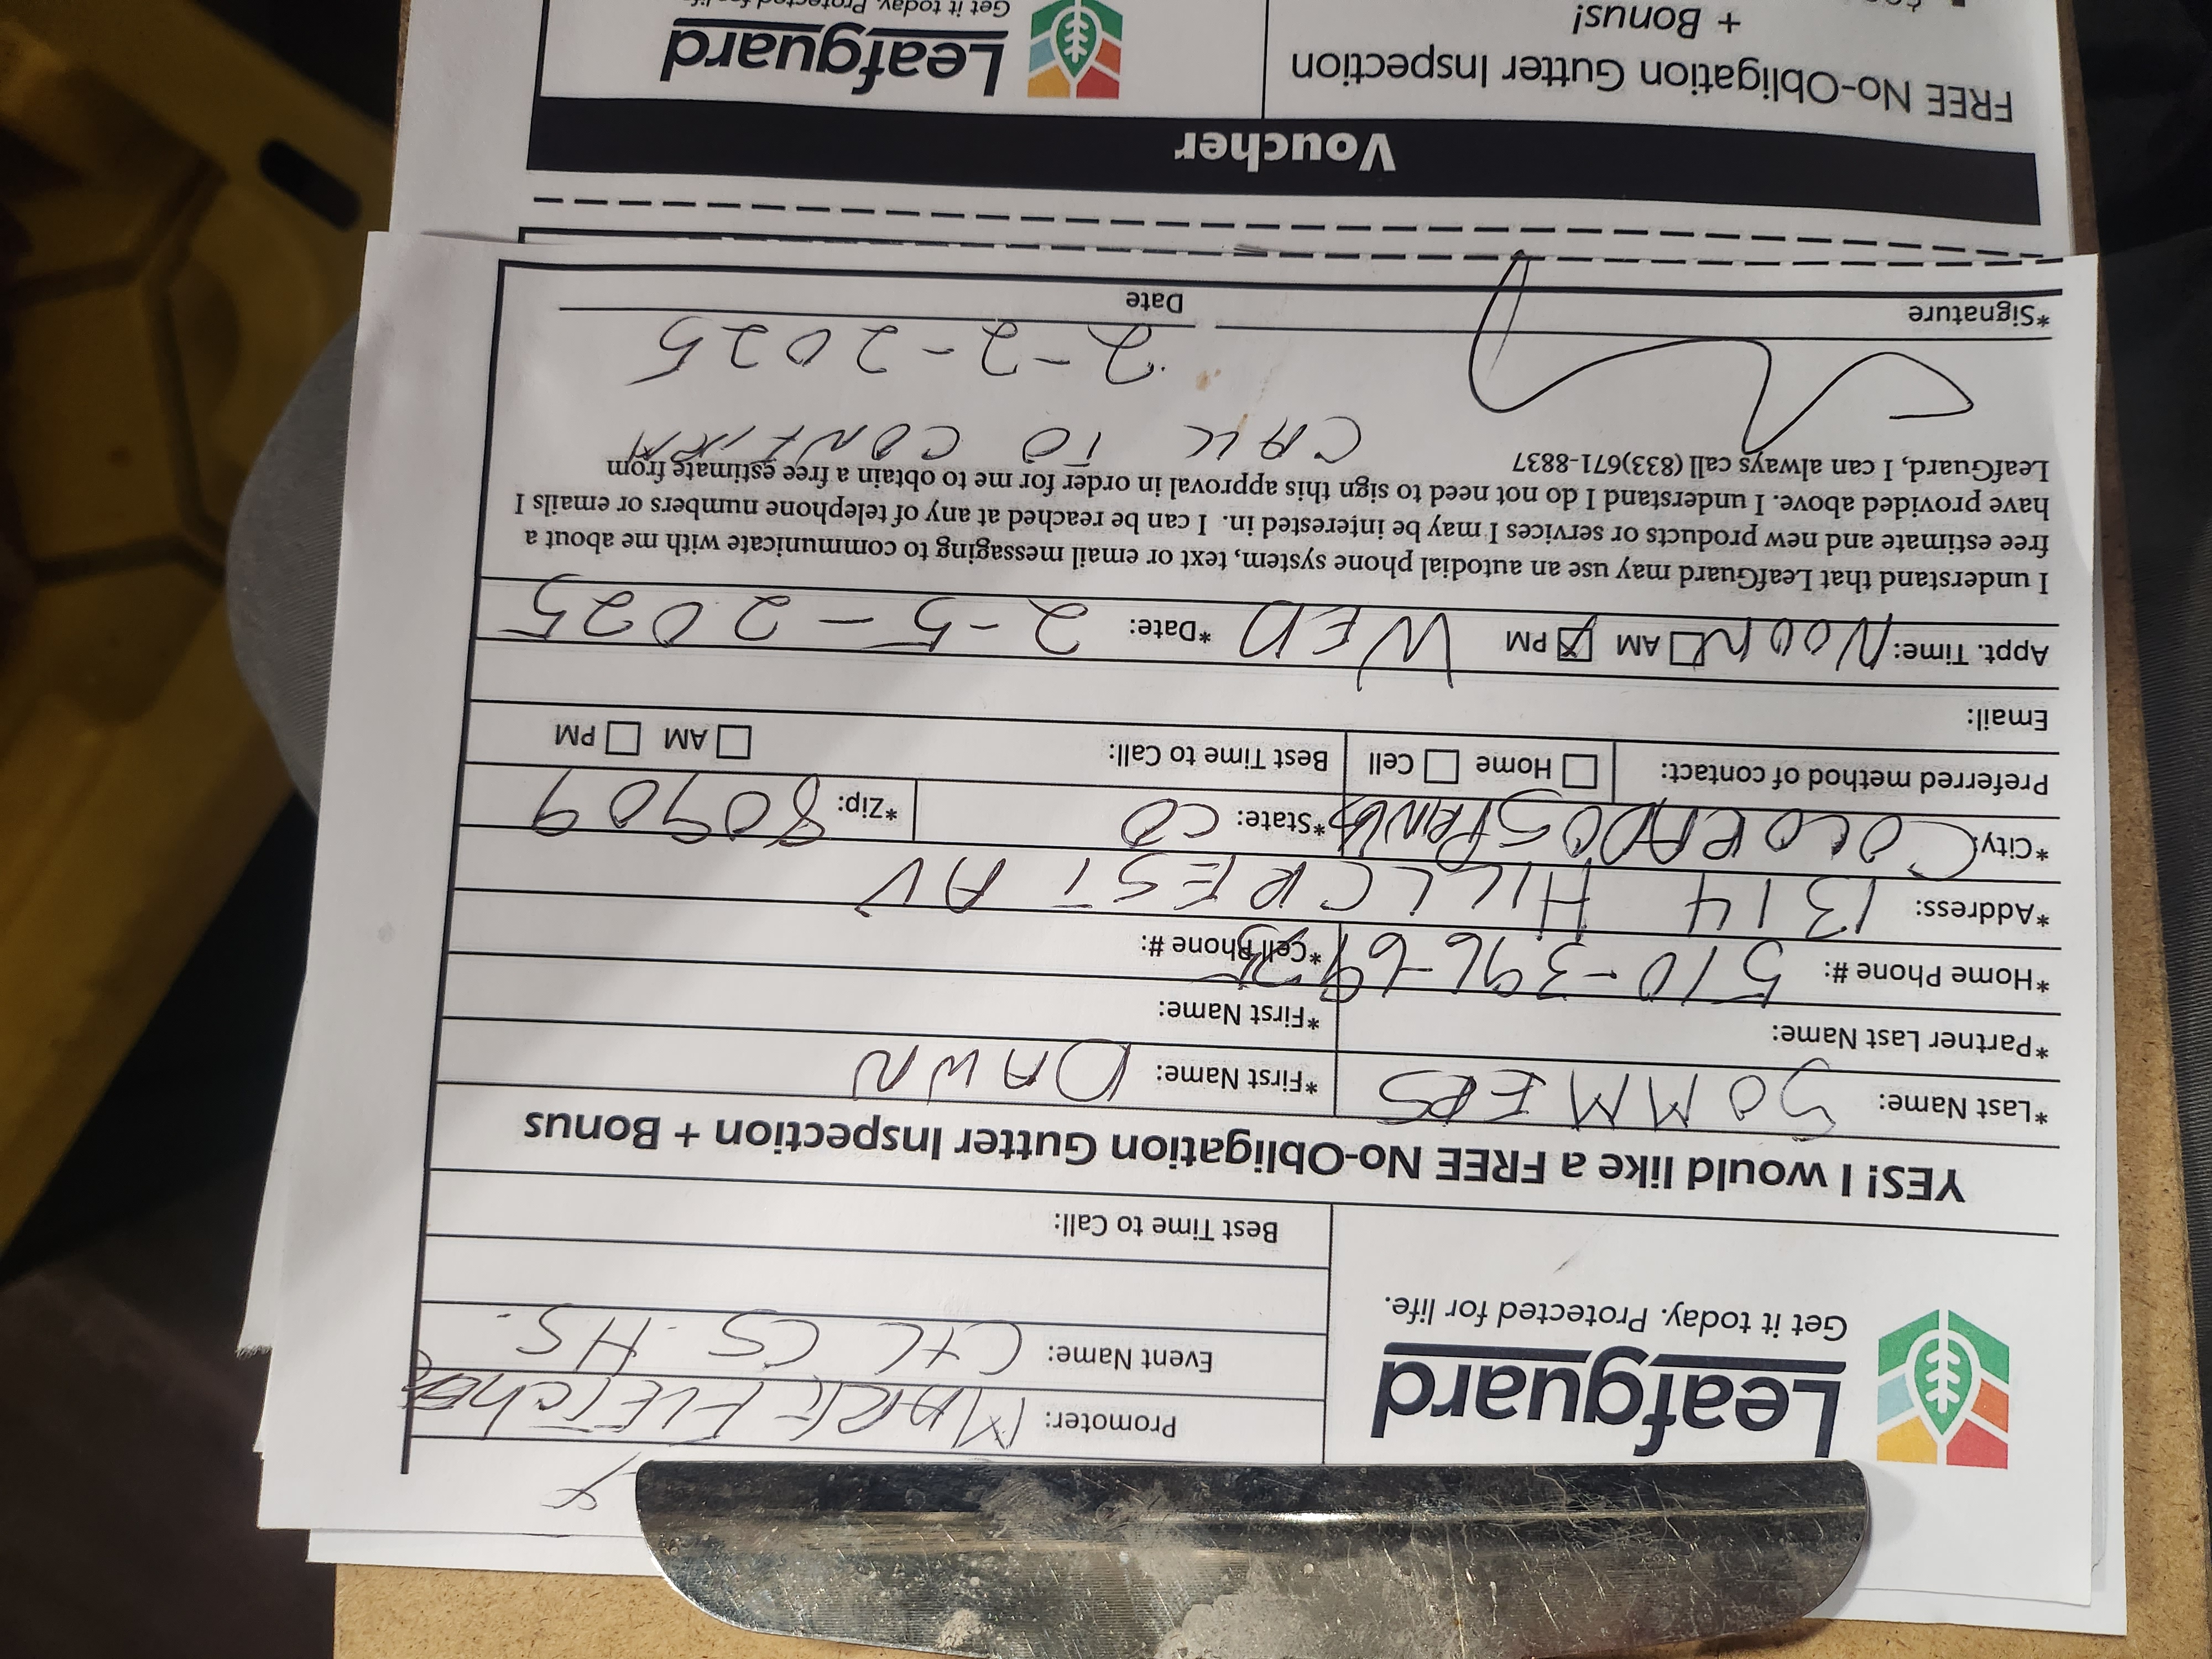 Leafguard
Get it today. Protected for life.
Promoter: MARK FLETCher
Event Name: C+C CS . HS.
Best Time to Call:
YES! I would like a FREE No-Obligation Gutter Inspection + Bonus
*Last Name: SOMMERS *First Name: DAWN
*Partner Last Name: *First Name:
*Home Phone #: 570-396-69 *Cell Phone #:
*Address: 1314 HILLCREST AV
*City: COLORADO SPRINGS *State: CO *Zip: 80909
Preferred method of contact: Home Cell Best Time to Call: AM PM
Email:
Appt. Time: NOON AM PM WED *Date: 2-5-2025
I understand that LeafGuard may use an autodial phone system, text or email messaging to communicate with me about a
free estimate and new products or services I may be interested in. I can be reached at any of telephone numbers or emails I
have provided above. I understand I do not need to sign this approval in order for me to obtain a free estimate from
LeafGuard, I can always call (833)671-8837
CALL TO CONFIRM
2-2-2025
*Signature Date
Voucher
FREE No-Obligation Gutter Inspection
+ Bonus!
Leafguard
Get it today. Protected for life.